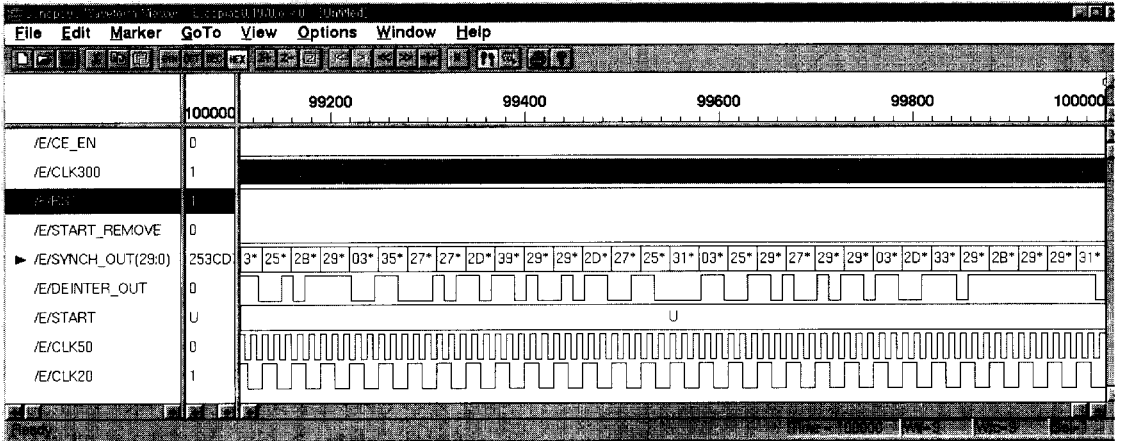 File Edit Marker GoTo View Options Window Help
HEX
100000 99200 99400 99600 99800 100000
/E/CE_EN 0
/E/CLK300 1
/E/START_REMOVE 0
/E/SYNCH_OUT(29:0) 253CD 3* 25* 2B* 29* 03* 35* 27* 27* 2D* 39* 29* 29* 2D* 27* 25* 31* 03* 25* 29* 27* 29* 29* 03* 2D* 33* 29* 2B* 29* 29* 31*
/E/DEINTER_OUT 0
/E/START U U
/E/CLK50 0
/E/CLK20 1
Ready